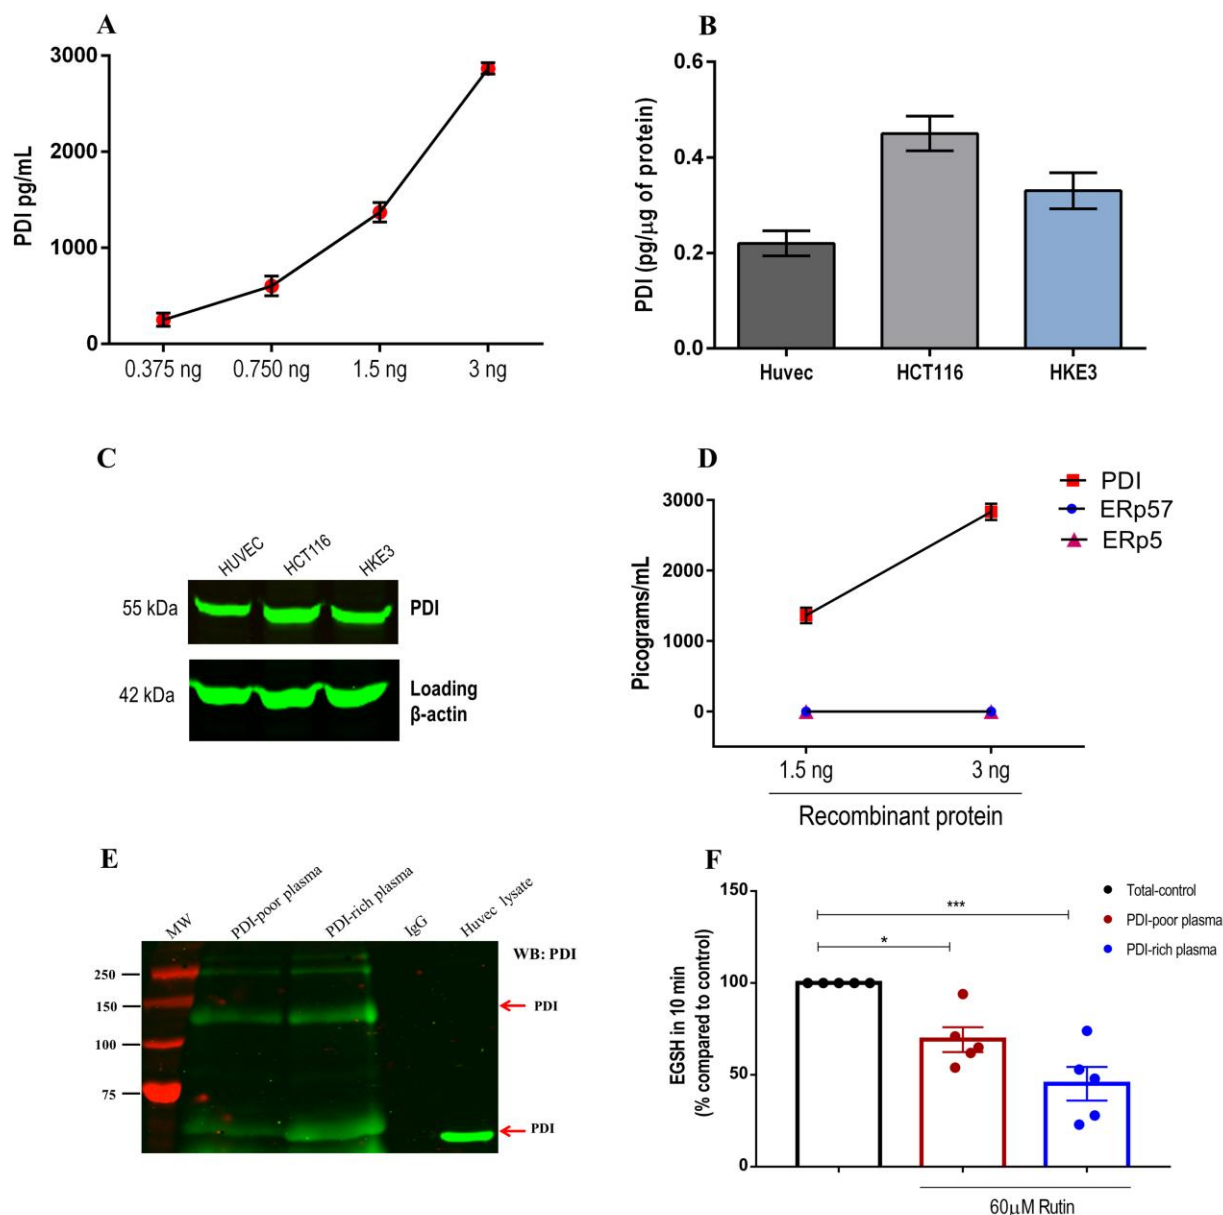 A
3000
2000
1000
0
PDI pg/mL
0.375 ng
0.750 ng
1.5 ng
3 ng
B
0.6
0.4
0.2
0.0
PDI (pg/µg of protein)
Huvec
HCT116
HKE3
C
HUVEC
HCT116
HKE3
55 kDa
PDI
42 kDa
Loading
β-actin
D
PDI
ERp57
ERp5
3000
2000
1000
0
Picograms/mL
1.5 ng
3 ng
Recombinant protein
E
MW
PDI-poor plasma
PDI-rich plasma
IgG
Huvec lysate
WB: PDI
250
150
100
75
PDI
PDI
F
150
100
50
0
EGSH in 10 min
(% compared to control)
***
*
Total-control
PDI-poor plasma
PDI-rich plasma
60µM Rutin